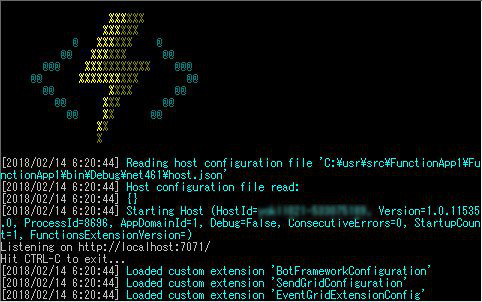 %%%%%%
%%%%%%
@ %%%%%% @
@@ %%%%%% @@
@@@ %%%%%%%%%%% @@@
@@ %%%%%%%%%% @@
@@ %%%% @@
@@ %%% @@
@@ %% @@
%%
%
[2018/02/14 6:20:44] Reading host configuration file 'C:¥usr¥src¥FunctionApp1¥Fu
nctionApp1¥bin¥Debug¥net461¥host.json'
[2018/02/14 6:20:44] Host configuration file read:
[2018/02/14 6:20:44] {}
[2018/02/14 6:20:44] Starting Host (HostId= , Version=1.0.11535
.0, ProcessId=8696, AppDomainId=1, Debug=False, ConsecutiveErrors=0, StartupCoun
t=1, FunctionsExtensionVersion=)
Listening on http://localhost:7071/
Hit CTRL-C to exit...
[2018/02/14 6:20:44] Loaded custom extension 'BotFrameworkConfiguration'
[2018/02/14 6:20:44] Loaded custom extension 'SendGridConfiguration'
[2018/02/14 6:20:44] Loaded custom extension 'EventGridExtensionConfig'